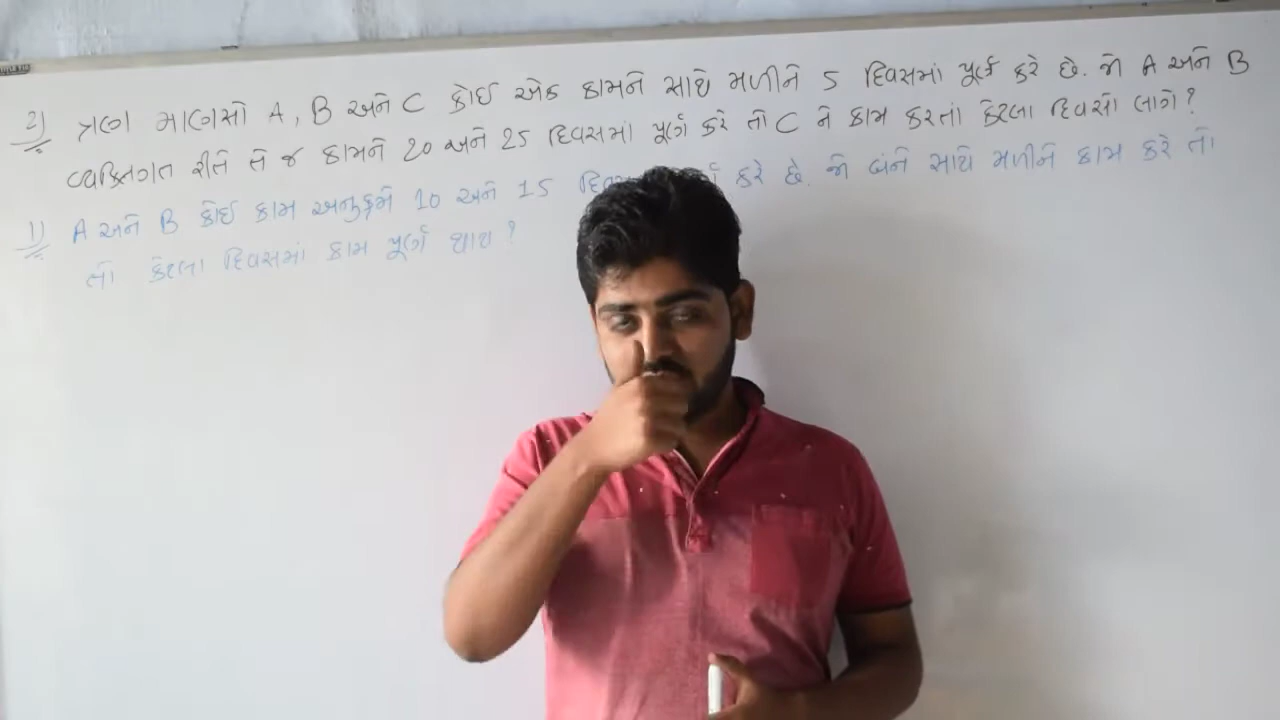 2) ત્રણ માણસો A, B અને C કોઈ એક કામને સાથે મળીને 5 દિવસમાં પૂર્ણ કરે છે. જો A અને B
વ્યક્તિગત રીતે તે જ કામને 20 અને 25 દિવસમાં પૂર્ણ કરે તો C ને કામ કરતાં કેટલા દિવસો લાગે?
1) A અને B કોઈ કામ અનુક્રમે 10 અને 15 કરે છે. જો બંને સાથે મળીને કામ કરે તો
તો કેટલા દિવસમાં કામ પૂર્ણ થાય?